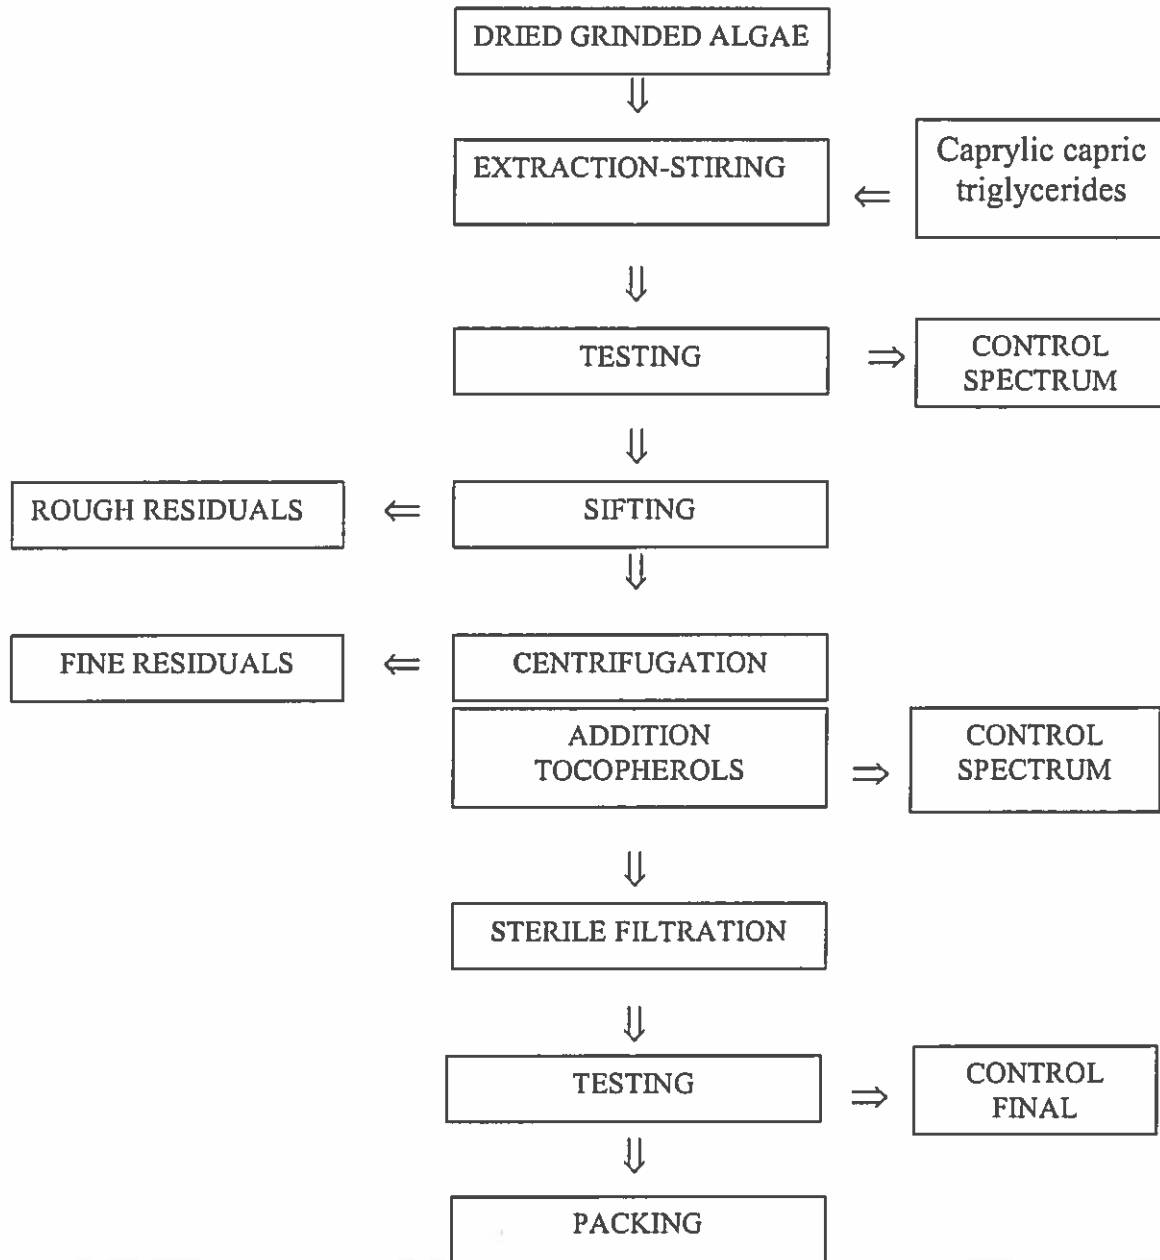 DRIED GRINDED ALGAE
⇓
EXTRACTION-STIRING
⇐
Caprylic capric
triglycerides
⇓
TESTING
⇒
CONTROL
SPECTRUM
⇓
ROUGH RESIDUALS
⇐
SIFTING
⇓
FINE RESIDUALS
⇐
CENTRIFUGATION
ADDITION
TOCOPHEROLS
⇒
CONTROL
SPECTRUM
⇓
STERILE FILTRATION
⇓
TESTING
⇒
CONTROL
FINAL
⇓
PACKING